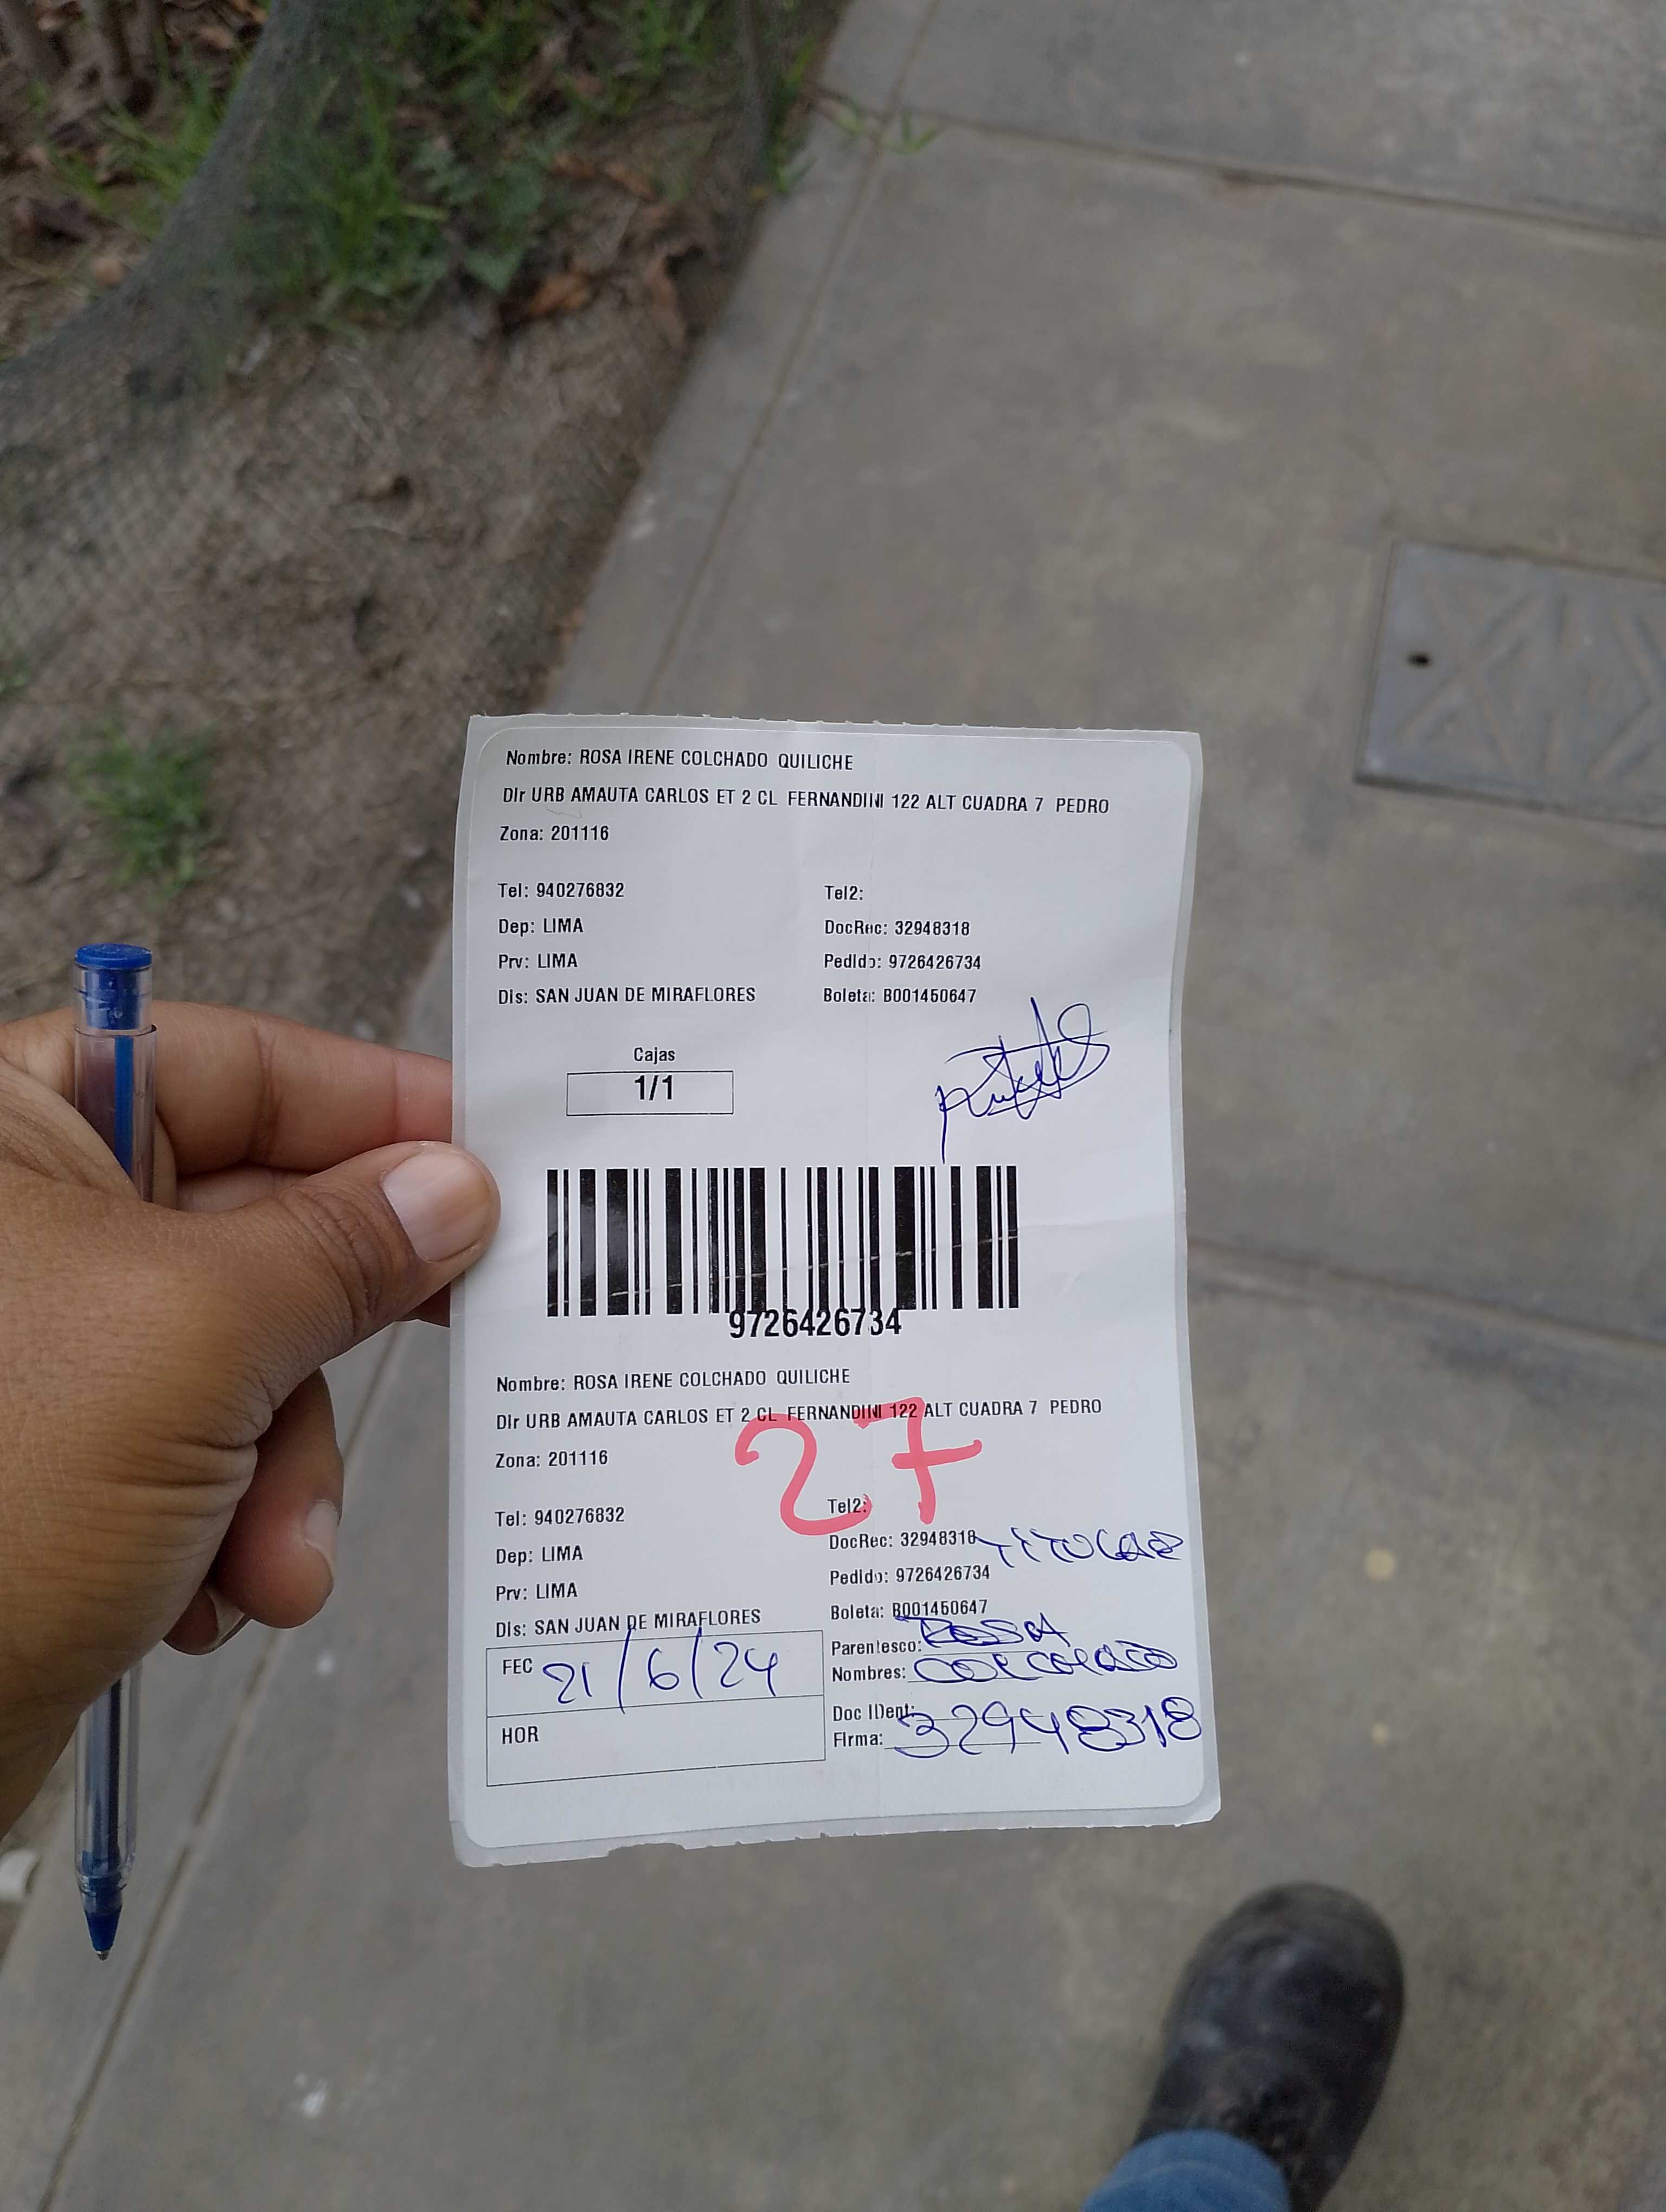 Nombre: ROSA IRENE COLCHADO QUILICHE
Dir URB AMAUTA CARLOS ET 2 CL FERNANDINI 122 ALT CUADRA 7 PEDRO
Zona: 201116
Tel: 940276832 Tel2:
Dep: LIMA DocRec: 32948318
Prv: LIMA Pedido: 9726426734
Dis: SAN JUAN DE MIRAFLORES Boleta: B001450647
Cajas
1/1
9726426734
Nombre: ROSA IRENE COLCHADO QUILICHE
Dir URB AMAUTA CARLOS ET 2 CL FERNANDINI 122 ALT CUADRA 7 PEDRO
27
Zona: 201116
Tel: 940276832 Tel2:
Dep: LIMA DocRec: 32948318
Prv: LIMA Pedido: 9726426734
Dis: SAN JUAN DE MIRAFLORES Boleta: B001450647
FEC 21/6/24 Parentesco: ROSA
Nombres: COLCHADO
HOR Doc IDent:
Firma: 32948318